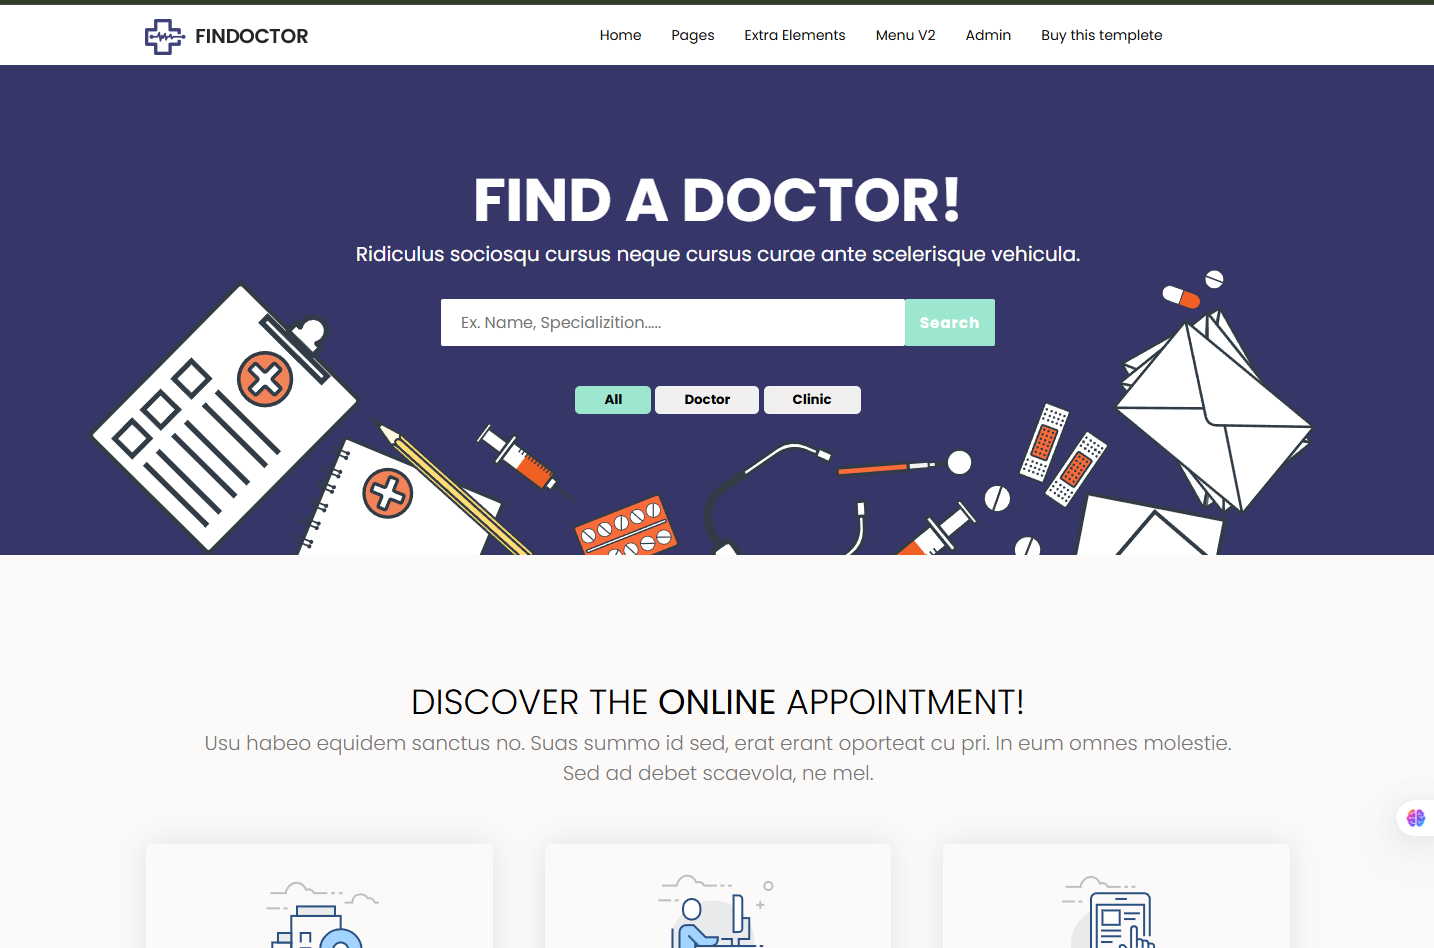 FINDOCTOR
Home Pages Extra Elements Menu V2 Admin Buy this templete
FIND A DOCTOR!
Ridiculus sociosqu cursus neque cursus curae ante scelerisque vehicula.
Ex. Name, Specializition.....
Search
All Doctor Clinic
DISCOVER THE ONLINE APPOINTMENT!
Usu habeo equidem sanctus no. Suas summo id sed, erat erant oporteat cu pri. In eum omnes molestie.
Sed ad debet scaevola, ne mel.